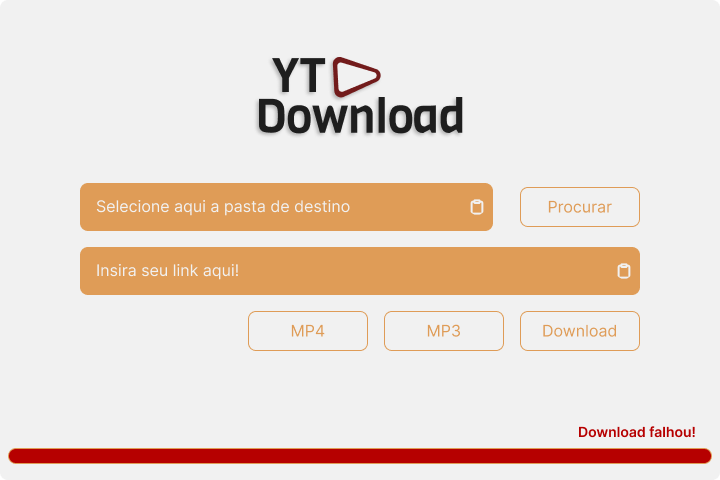 YT
Download
Selecione aqui a pasta de destino
Procurar
Insira seu link aqui!
MP4
MP3
Download
Download falhou!